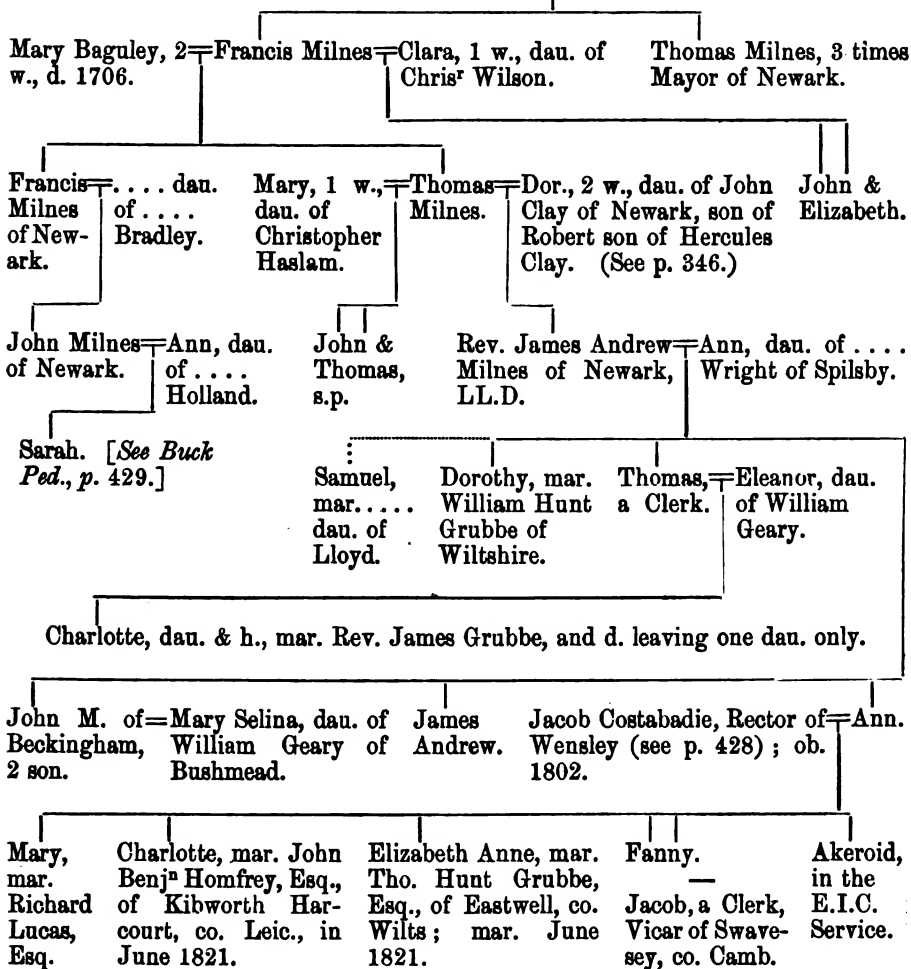 Mary Baguley, 2
w., d. 1706.
Francis Milnes
Clara, 1 w., dau. of
Chrisʳ Wilson.
Thomas Milnes, 3 times
Mayor of Newark.
Francis
Milnes
of New-
ark.
. . . . dau.
of . . . .
Bradley.
Mary, 1 w.,
dau. of
Christopher
Haslam.
Thomas
Milnes.
Dor., 2 w., dau. of John
Clay of Newark, son of
Robert son of Hercules
Clay. (See p. 346.)
John &
Elizabeth.
John Milnes
of Newark.
Ann, dau.
of . . . .
Holland.
John &
Thomas,
s.p.
Rev. James Andrew
Milnes of Newark,
LL.D.
Ann, dau. of . . . .
Wright of Spilsby.
Sarah. [See Buck
Ped., p. 429.]
Samuel,
mar. . . . .
dau. of
Lloyd.
Dorothy, mar.
William Hunt
Grubbe of
Wiltshire.
Thomas,
a Clerk.
Eleanor, dau.
of William
Geary.
Charlotte, dau. & h., mar. Rev. James Grubbe, and d. leaving one dau. only.
John M. of
Beckingham,
2 son.
Mary Selina, dau. of
William Geary of
Bushmead.
James
Andrew.
Jacob Costabadie, Rector of
Wensley (see p. 428) ; ob.
1802.
Ann.
Mary,
mar.
Richard
Lucas,
Esq.
Charlotte, mar. John
Benjⁿ Homfrey, Esq.,
of Kibworth Har-
court, co. Leic., in
June 1821.
Elizabeth Anne, mar.
Tho. Hunt Grubbe,
Esq., of Eastwell, co.
Wilts ; mar. June
1821.
Fanny.
—
Jacob, a Clerk,
Vicar of Swave-
sey, co. Camb.
Akeroid,
in the
E.I.C.
Service.